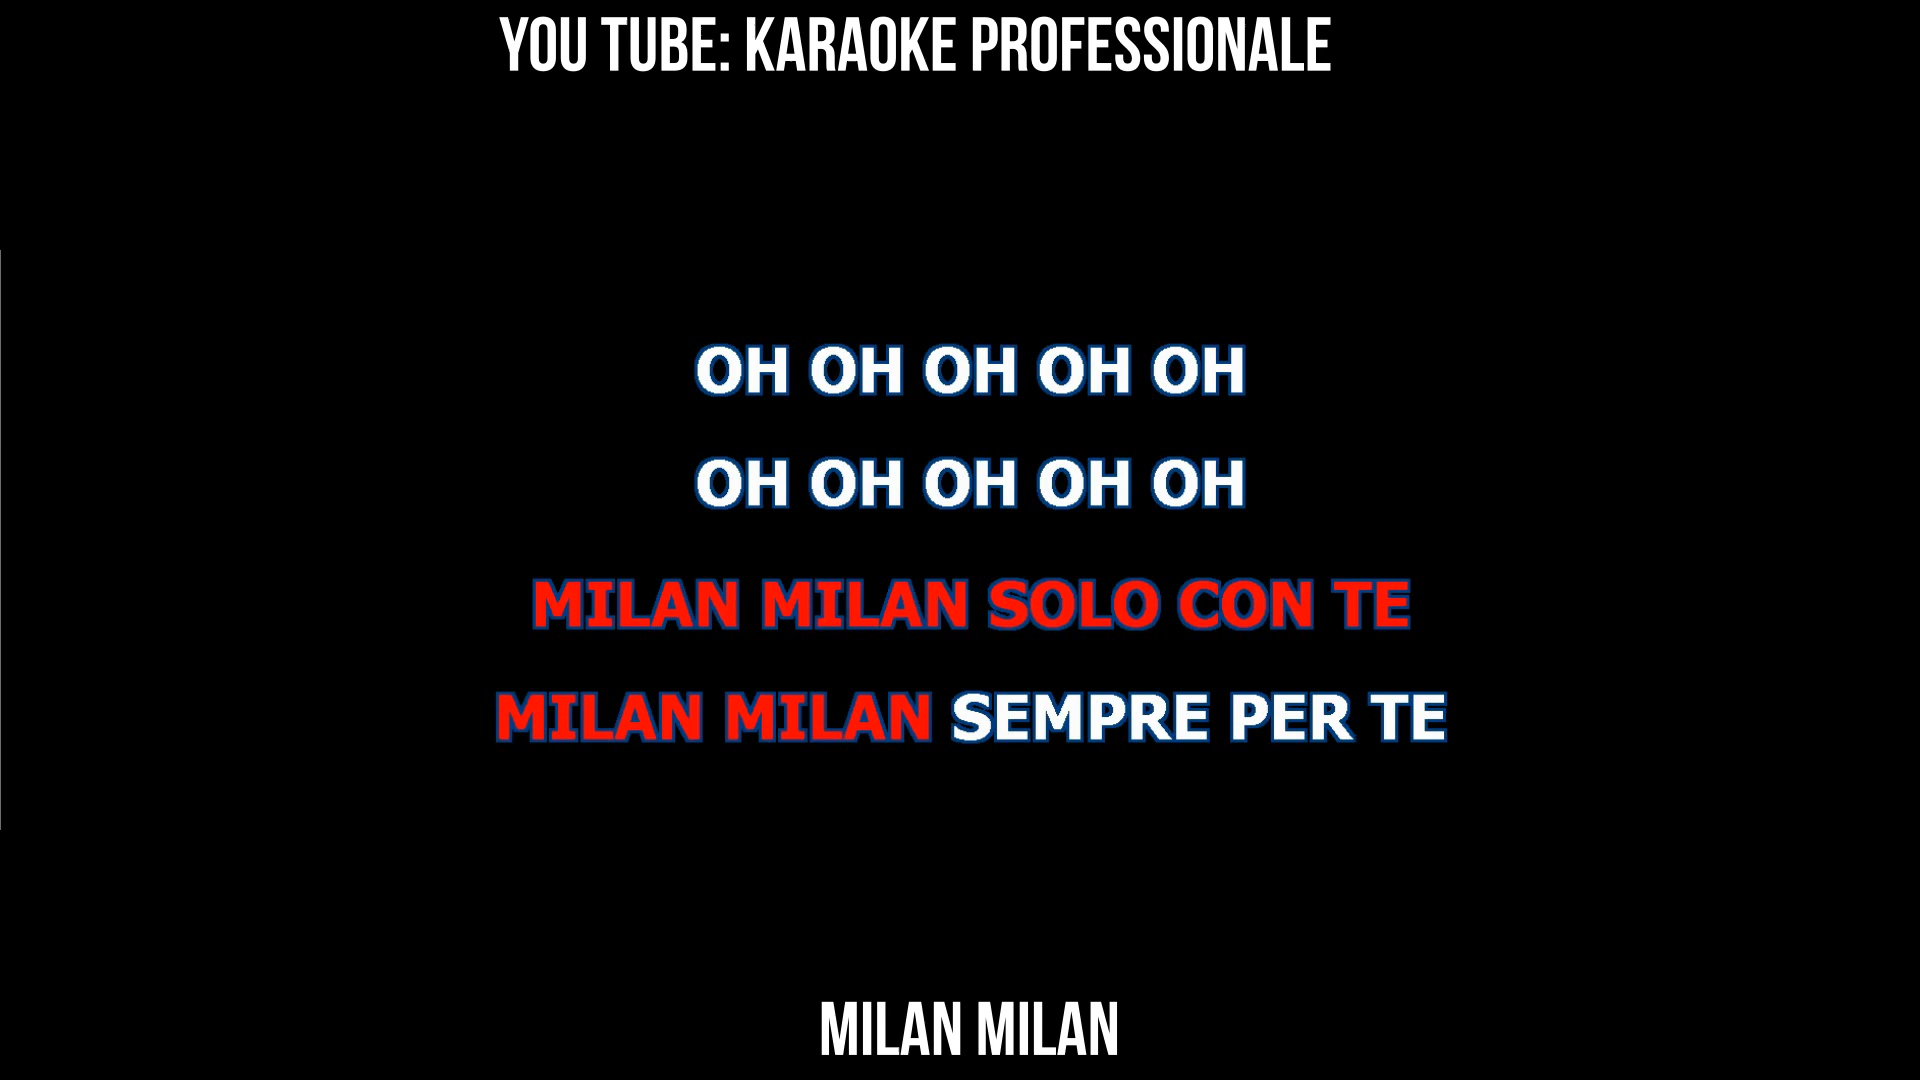 YOU TUBE: KARAOKE PROFESSIONALE
OH OH OH OH OH
OH OH OH OH OH
MILAN MILAN SOLO CON TE
MILAN MILAN SEMPRE PER TE
MILAN MILAN